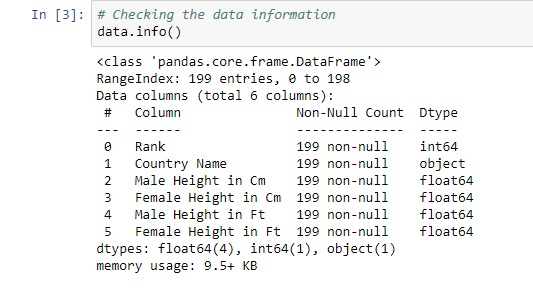 In [3]: # Checking the data information
data.info()
<class 'pandas.core.frame.DataFrame'>
RangeIndex: 199 entries, 0 to 198
Data columns (total 6 columns):
 #   Column              Non-Null Count  Dtype
---  ------              --------------  -----
 0   Rank                199 non-null    int64
 1   Country Name        199 non-null    object
 2   Male Height in Cm   199 non-null    float64
 3   Female Height in Cm 199 non-null    float64
 4   Male Height in Ft   199 non-null    float64
 5   Female Height in Ft 199 non-null    float64
dtypes: float64(4), int64(1), object(1)
memory usage: 9.5+ KB